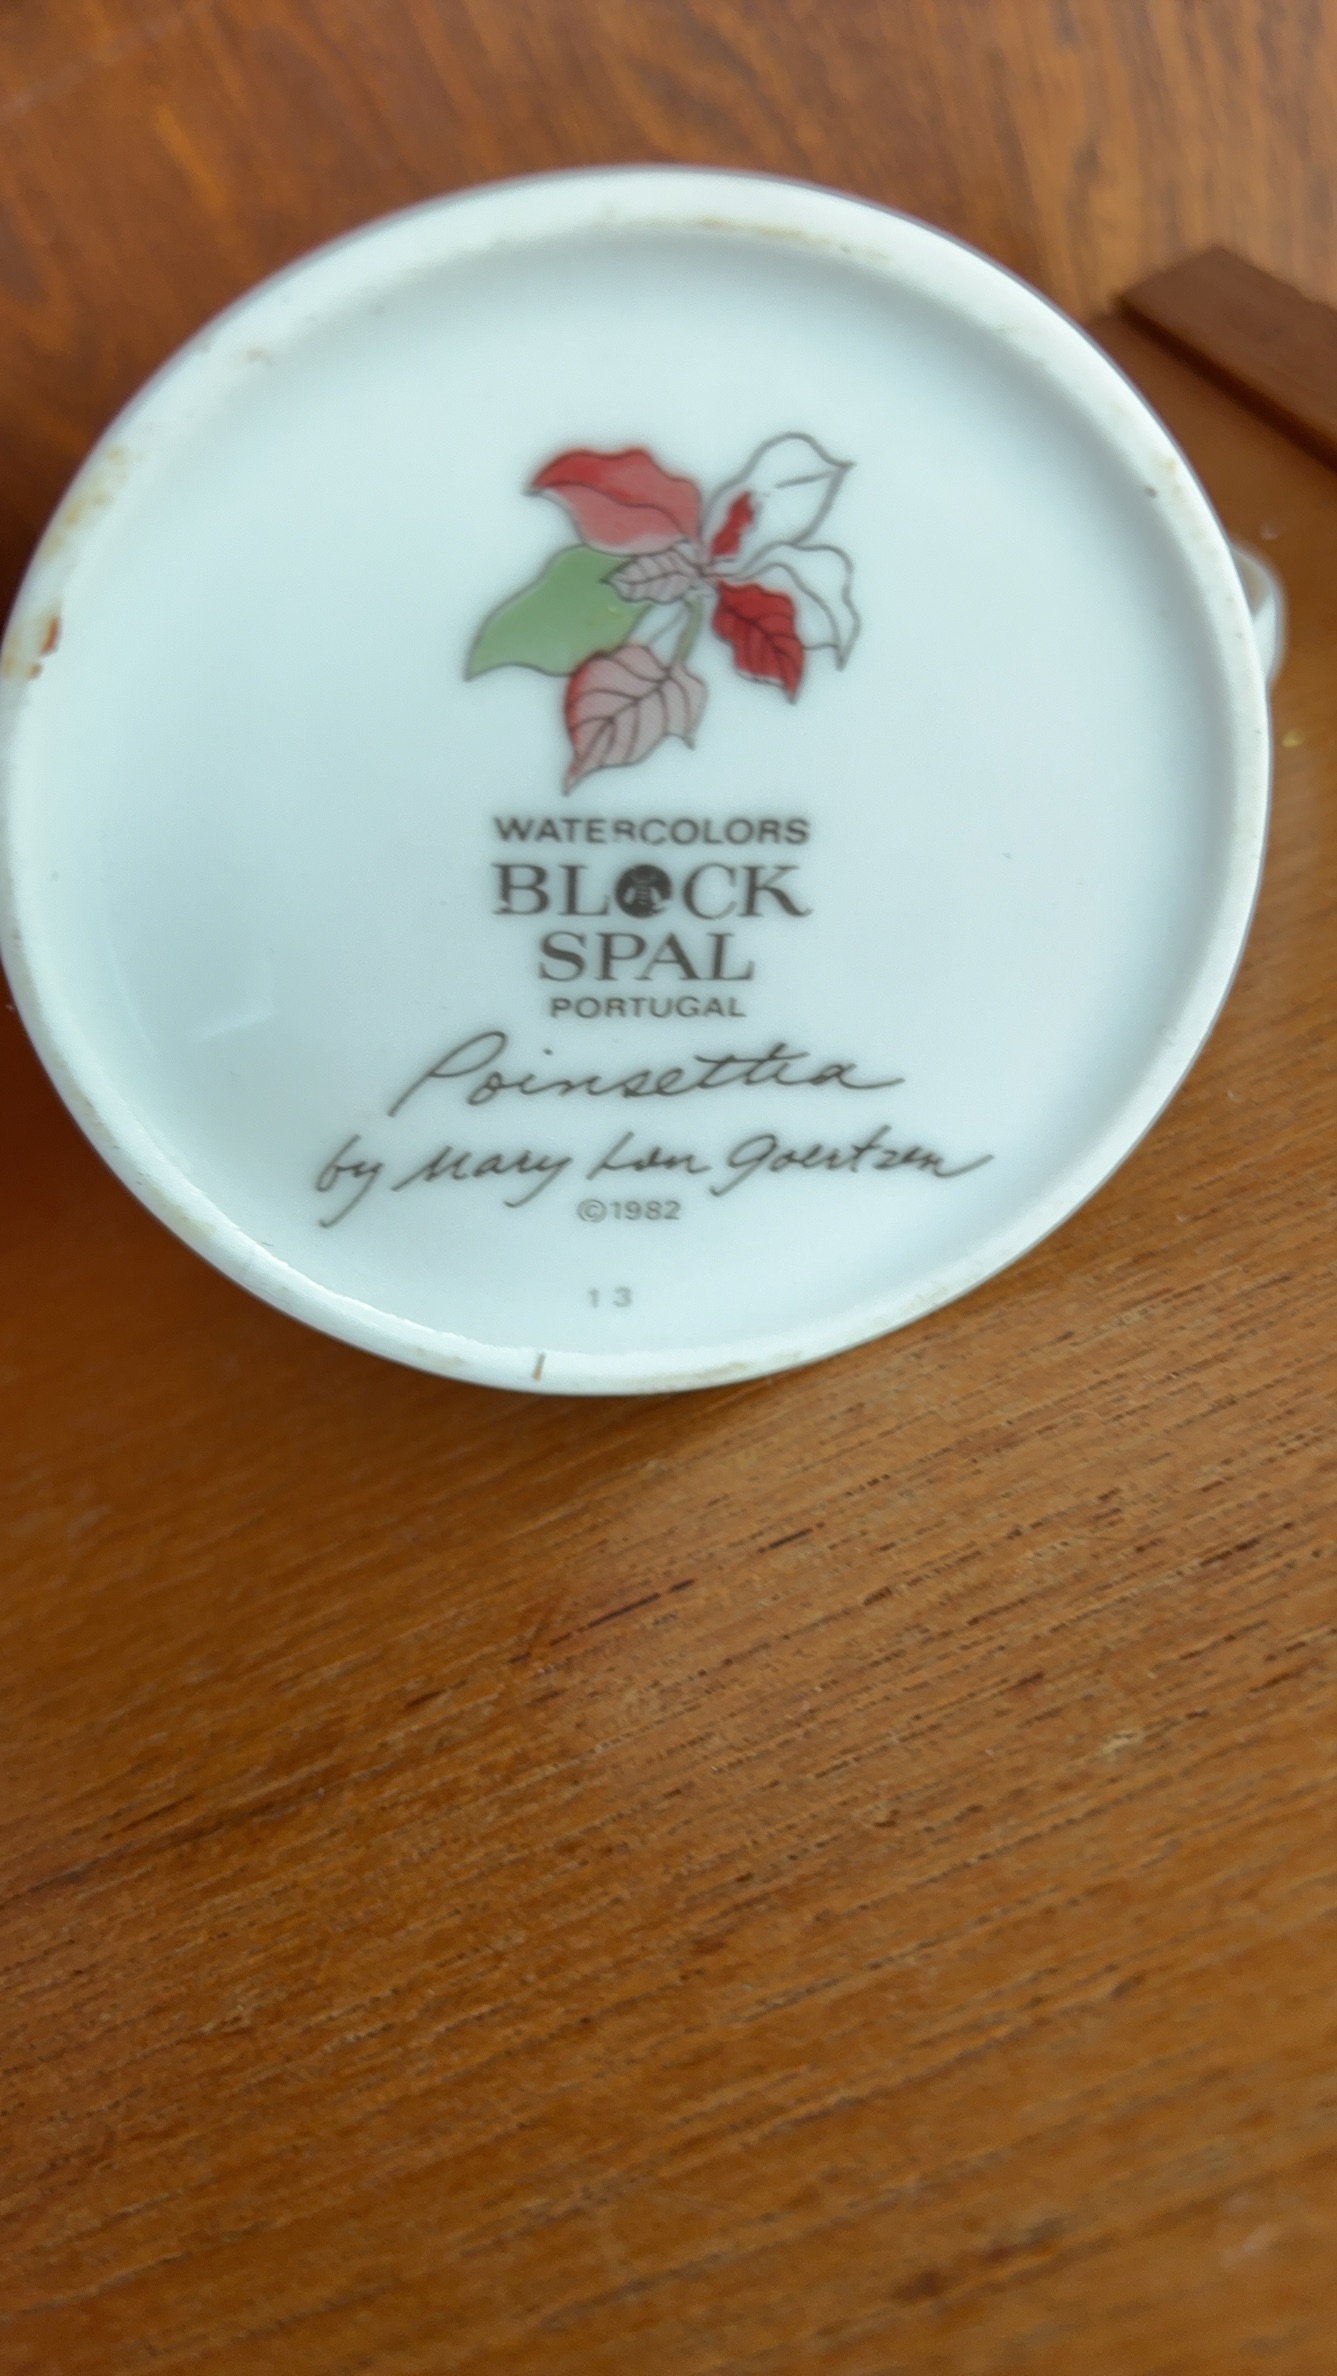 WATERCOLORS
BLOCK
SPAL
PORTUGAL
Poinsettia
by Mary Lou Goertzen
©1982
13